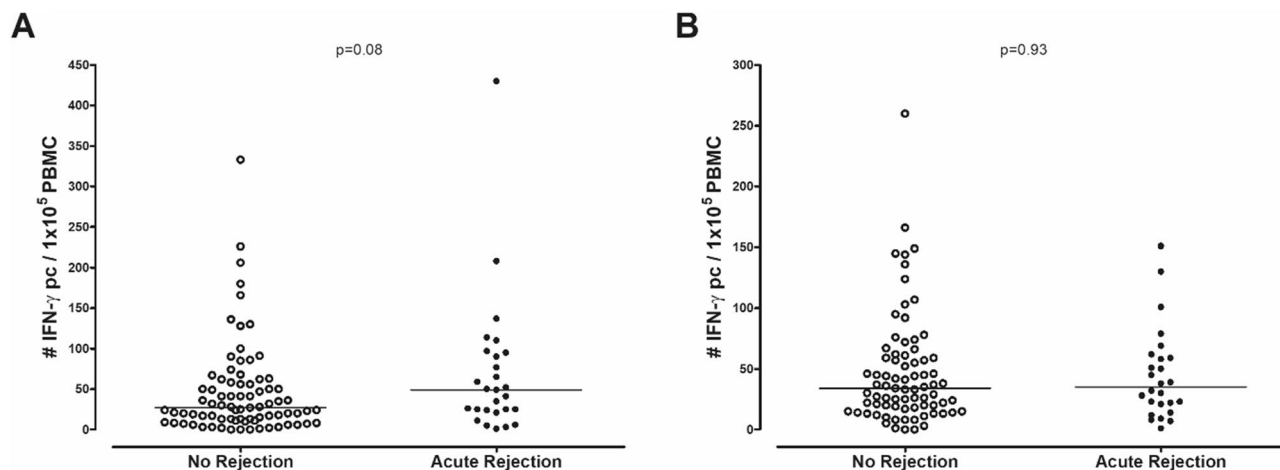 A
p=0.08
# IFN-γ pc / 1x10⁵ PBMC
450
400
350
300
250
200
150
100
50
0
No Rejection
Acute Rejection
B
p=0.93
# IFN-γ pc / 1x10⁵ PBMC
300
250
200
150
100
50
0
No Rejection
Acute Rejection